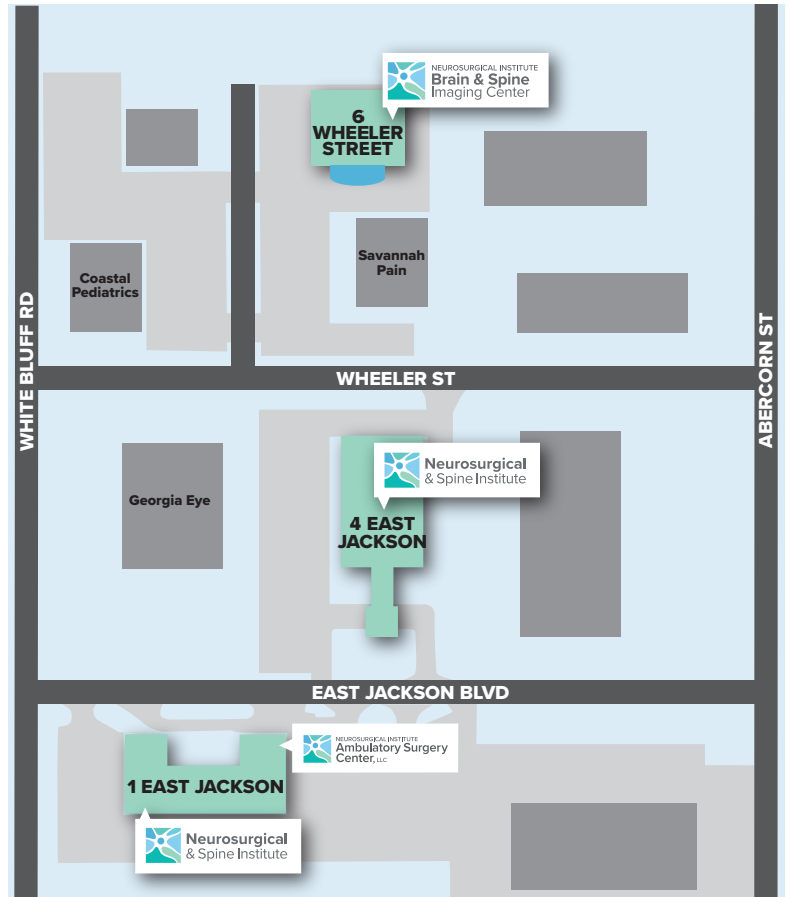 NEUROSURGICAL INSTITUTE
Brain & Spine
Imaging Center
6
WHEELER
STREET
Savannah
Pain
Coastal
Pediatrics
WHITE BLUFF RD
ABERCORN ST
WHEELER ST
Neurosurgical
& Spine Institute
Georgia Eye
4 EAST
JACKSON
EAST JACKSON BLVD
NEUROSURGICAL INSTITUTE
Ambulatory Surgery
Center, LLC
1 EAST JACKSON
Neurosurgical
& Spine Institute